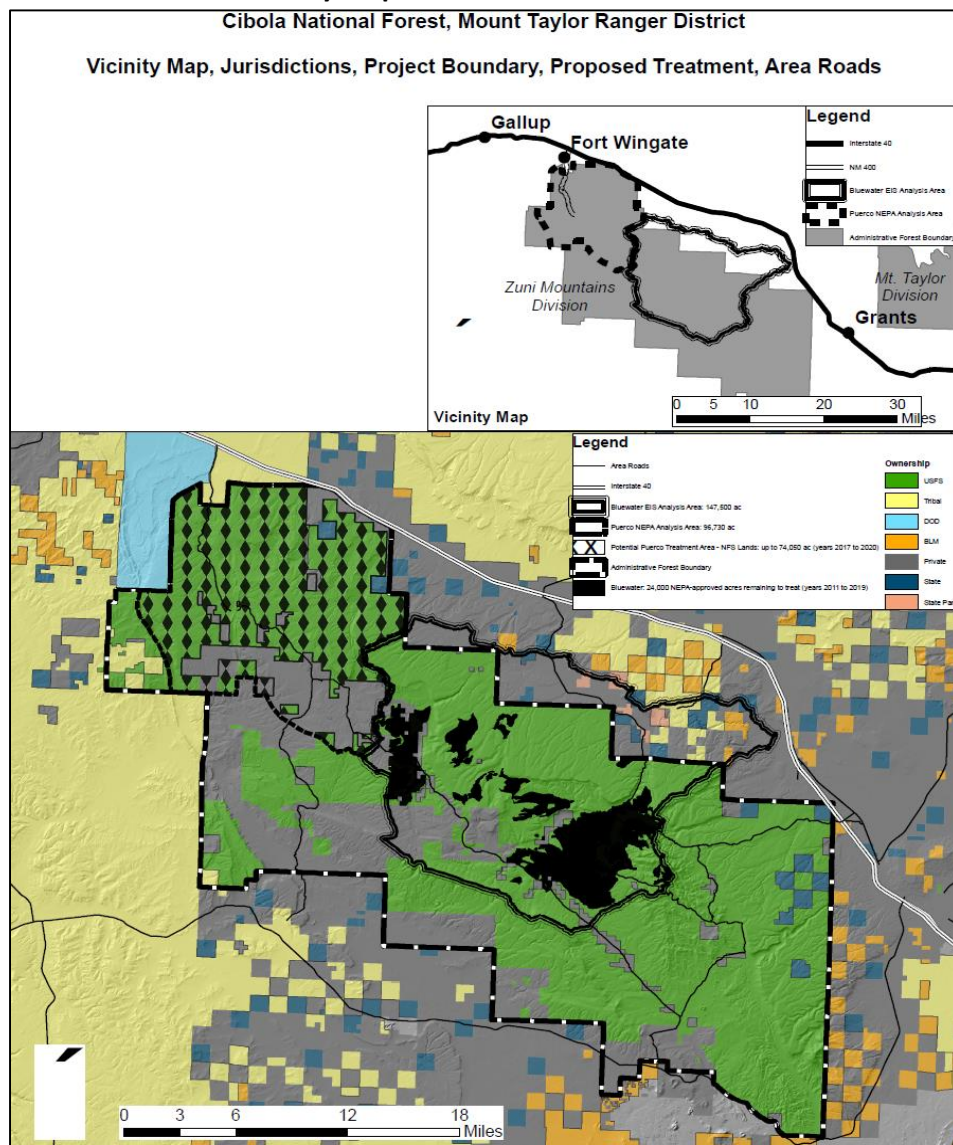 Cibola National Forest, Mount Taylor Ranger District
Vicinity Map, Jurisdictions, Project Boundary, Proposed Treatment, Area Roads
Gallup
Fort Wingate
Zuni Mountains
Division
Mt. Taylor
Division
Grants
Legend
Interstate 40
NM 400
Bluewater EIS Analysis Area
Puerco NEPA Analysis Area
Administrative Forest Boundary
Vicinity Map
0 5 10 20 30
Miles
Legend
Area Roads
Interstate 40
Bluewater EIS Analysis Area: 147,500 ac
Puerco NEPA Analysis Area: 96,730 ac
Potential Puerco Treatment Area - NFS Lands: up to 74,050 ac (years 2017 to 2020)
Administrative Forest Boundary
Bluewater: 24,000 NEPA-approved acres remaining to treat (years 2011 to 2019)
Ownership
USFS
Tribal
DOD
BLM
Private
State
State Par
0 3 6 12 18
Miles